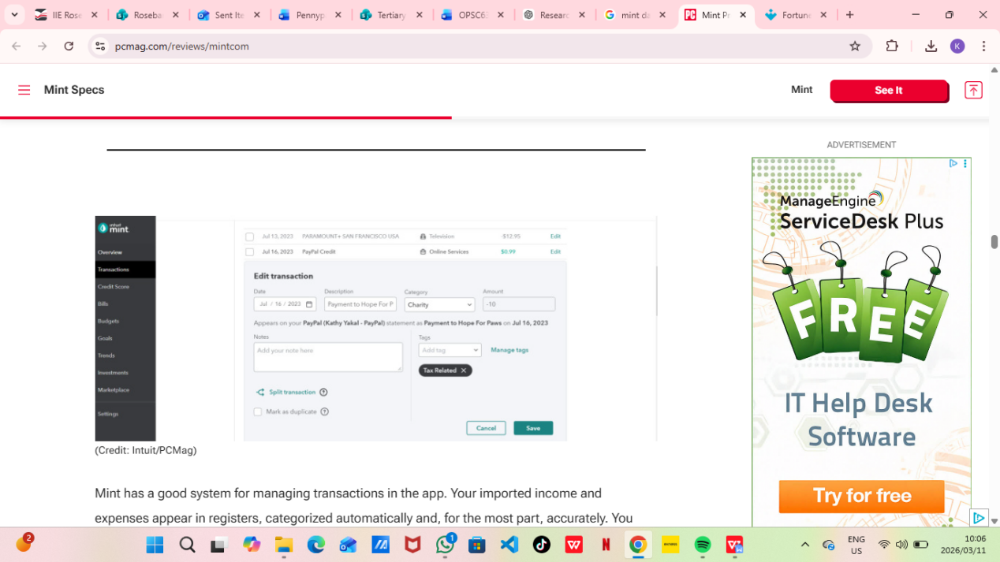 IIE Rose
Roseba
Sent Ite
Pennyp
Tertiary
OPSC63
Researc
mint da
Mint Pr
Fortune
pcmag.com/reviews/mintcom
K
Mint Specs
Mint
See It
ADVERTISEMENT
intuit
mint
Overview
Transactions
Credit Score
Bills
Budgets
Goals
Trends
Investments
Marketplace
Settings
Jul 13, 2023 PARAMOUNT+ SAN FRANCISCO USA Television -$12.95 Edit
Jul 16, 2023 PayPal Credit Online Services $0.99 Edit
Edit transaction
Date Description Category Amount
Jul / 16 / 2023 Payment to Hope For P Charity -10
Appears on your PayPal (Kathy Yakal - PayPal) statement as Payment to Hope For Paws on Jul 16, 2023
Notes Tags
Add your note here Add tag Manage tags
Tax Related
Split transaction
Mark as duplicate
Cancel Save
(Credit: Intuit/PCMag)
Mint has a good system for managing transactions in the app. Your imported income and
expenses appear in registers, categorized automatically and, for the most part, accurately. You
ManageEngine
ServiceDesk Plus
FREE
IT Help Desk
Software
Try for free
2
1
ENG
US
10:06
2026/03/11